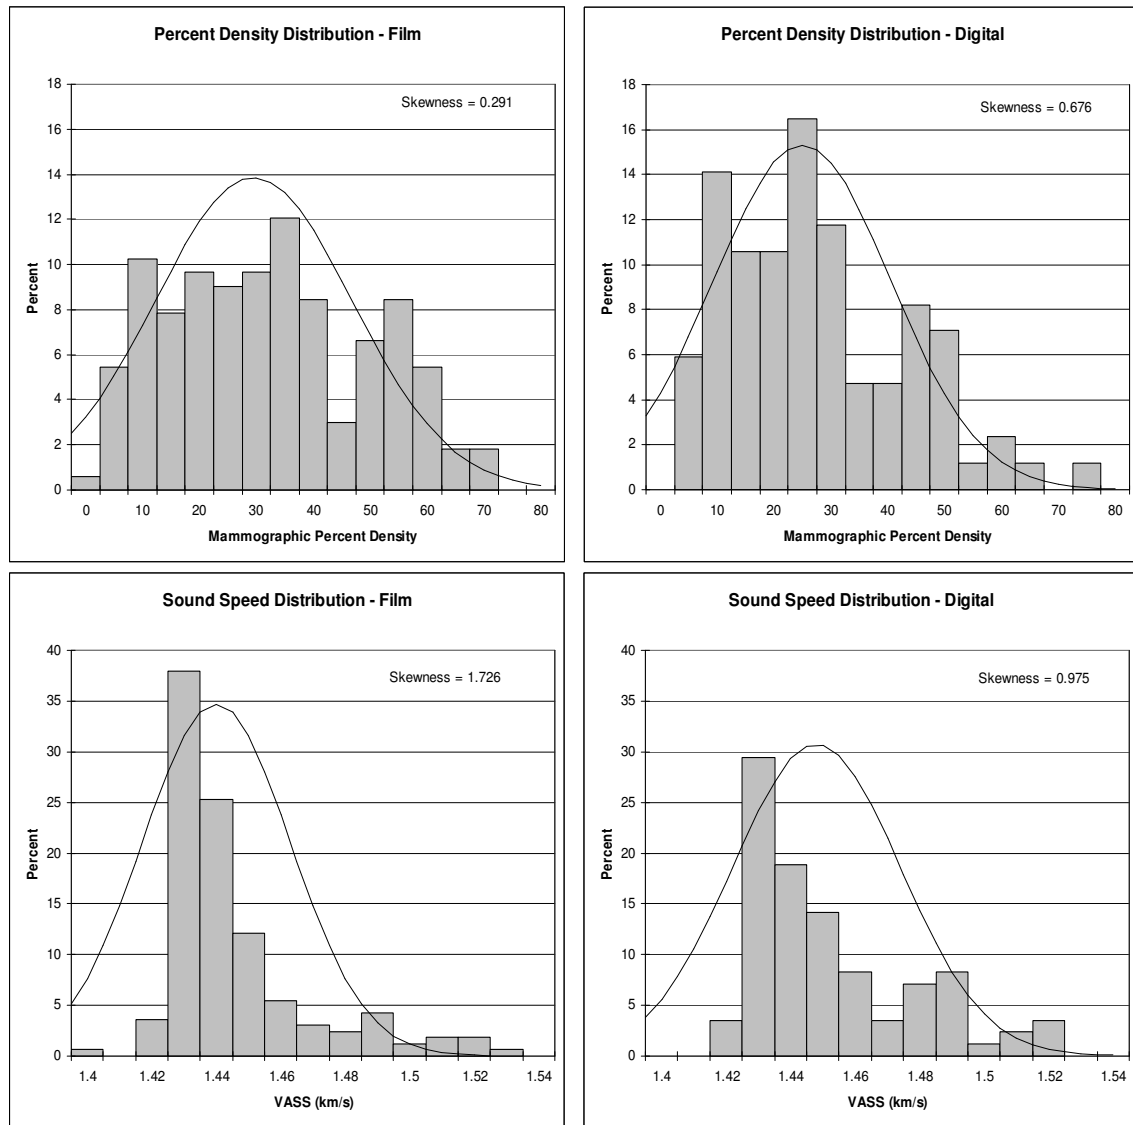 Percent Density Distribution - Film
Skewness = 0.291
18
16
14
12
10
8
6
4
2
0
Percent
0 10 20 30 40 50 60 70 80
Mammographic Percent Density
Percent Density Distribution - Digital
Skewness = 0.676
18
16
14
12
10
8
6
4
2
0
Percent
0 10 20 30 40 50 60 70 80
Mammographic Percent Density
Sound Speed Distribution - Film
Skewness = 1.726
40
35
30
25
20
15
10
5
0
Percent
1.4 1.42 1.44 1.46 1.48 1.5 1.52 1.54
VASS (km/s)
Sound Speed Distribution - Digital
Skewness = 0.975
40
35
30
25
20
15
10
5
0
Percent
1.4 1.42 1.44 1.46 1.48 1.5 1.52 1.54
VASS (km/s)